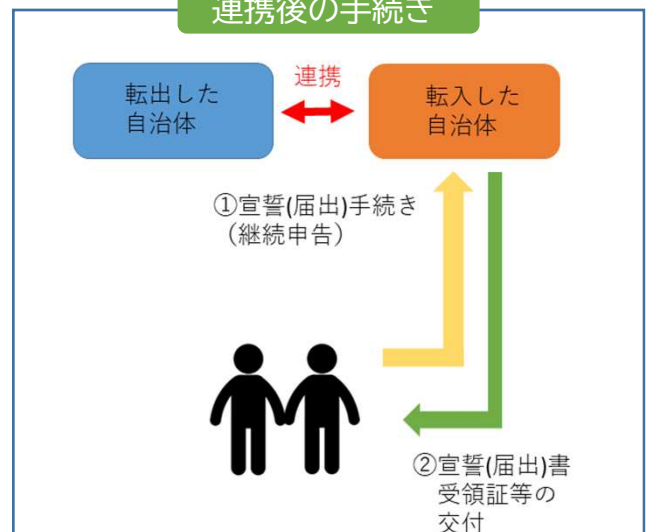 連携後の手続き
転出した
自治体
連携
転入した
自治体
①宣誓(届出)手続き
(継続申告)
②宣誓(届出)書
受領証等の
交付